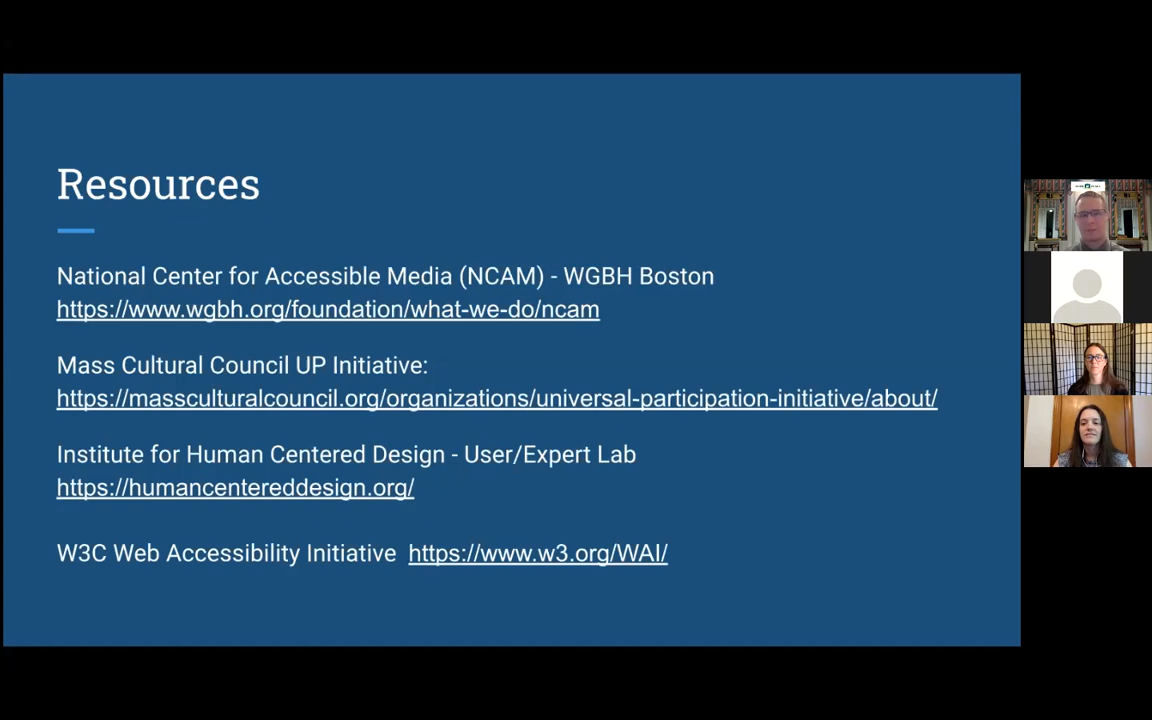 Resources
National Center for Accessible Media (NCAM) - WGBH Boston
https://www.wgbh.org/foundation/what-we-do/ncam
Mass Cultural Council UP Initiative:
https://massculturalcouncil.org/organizations/universal-participation-initiative/about/
Institute for Human Centered Design - User/Expert Lab
https://humancentereddesign.org/
W3C Web Accessibility Initiative  https://www.w3.org/WAI/